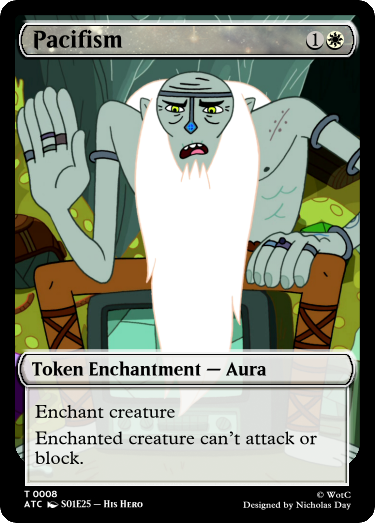 Pacifism 1
Token Enchantment — Aura
Enchant creature
Enchanted creature can't attack or
block.
T 0008 © WotC
ATC S01E25 – His Hero Designed by Nicholas Day